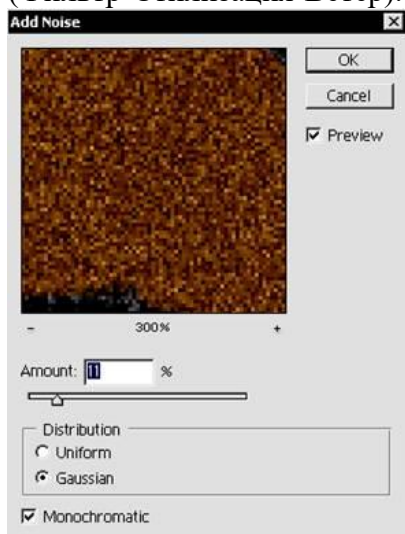 Add Noise
OK
Cancel
Preview
- 300% +
Amount: 11 %
Distribution
Uniform
Gaussian
Monochromatic